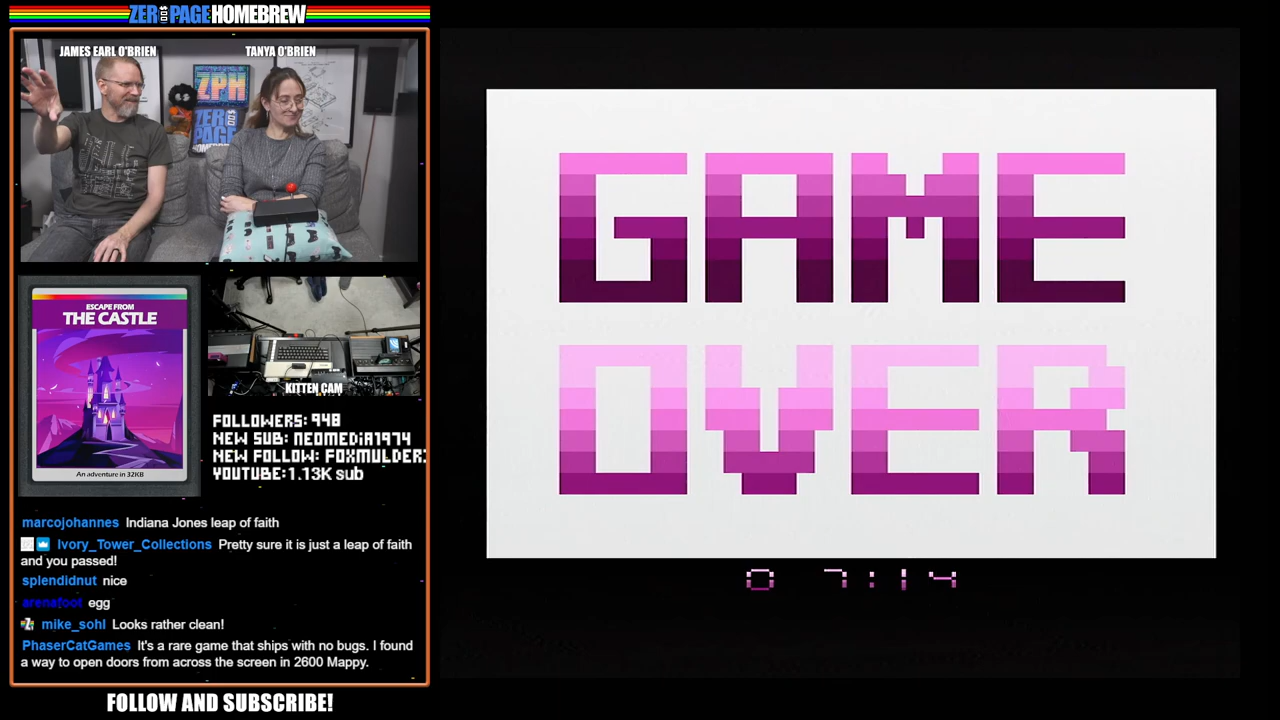 ZEROPAGE HOMEBREW
JAMES EARL O'BRIEN
TANYA O'BRIEN
ZPH
ZERO
PAGE
ESCAPE FROM
THE CASTLE
An adventure in 32KB
KITTEN CAM
FOLLOWERS: 948
NEW SUB: NEOMEDIA1974
NEW FOLLOW: FOXMULDER
YOUTUBE:1.13K sub
marcojohannes Indiana Jones leap of faith
Ivory_Tower_Collections Pretty sure it is just a leap of faith
and you passed!
splendidnut nice
arenafoot egg
mike_sohl Looks rather clean!
PhaserCatGames It's a rare game that ships with no bugs. I found
a way to open doors from across the screen in 2600 Mappy.
FOLLOW AND SUBSCRIBE!
GAME
OVER
0 7:14